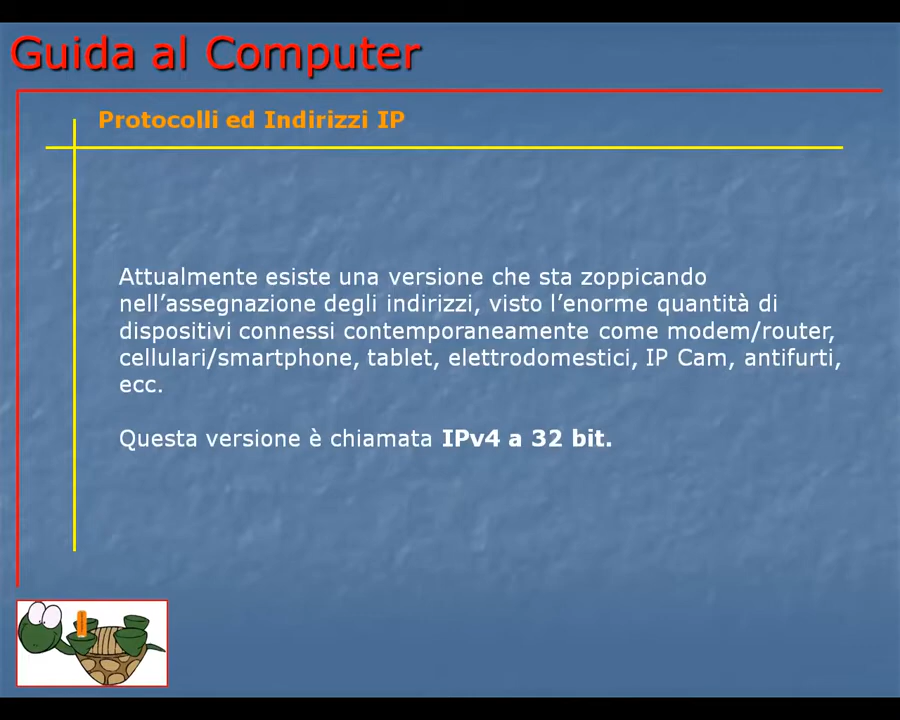 Guida al Computer
Protocolli ed Indirizzi IP
Attualmente esiste una versione che sta zoppicando
nell’assegnazione degli indirizzi, visto l’enorme quantità di
dispositivi connessi contemporaneamente come modem/router,
cellulari/smartphone, tablet, elettrodomestici, IP Cam, antifurti,
ecc.
Questa versione è chiamata IPv4 a 32 bit.